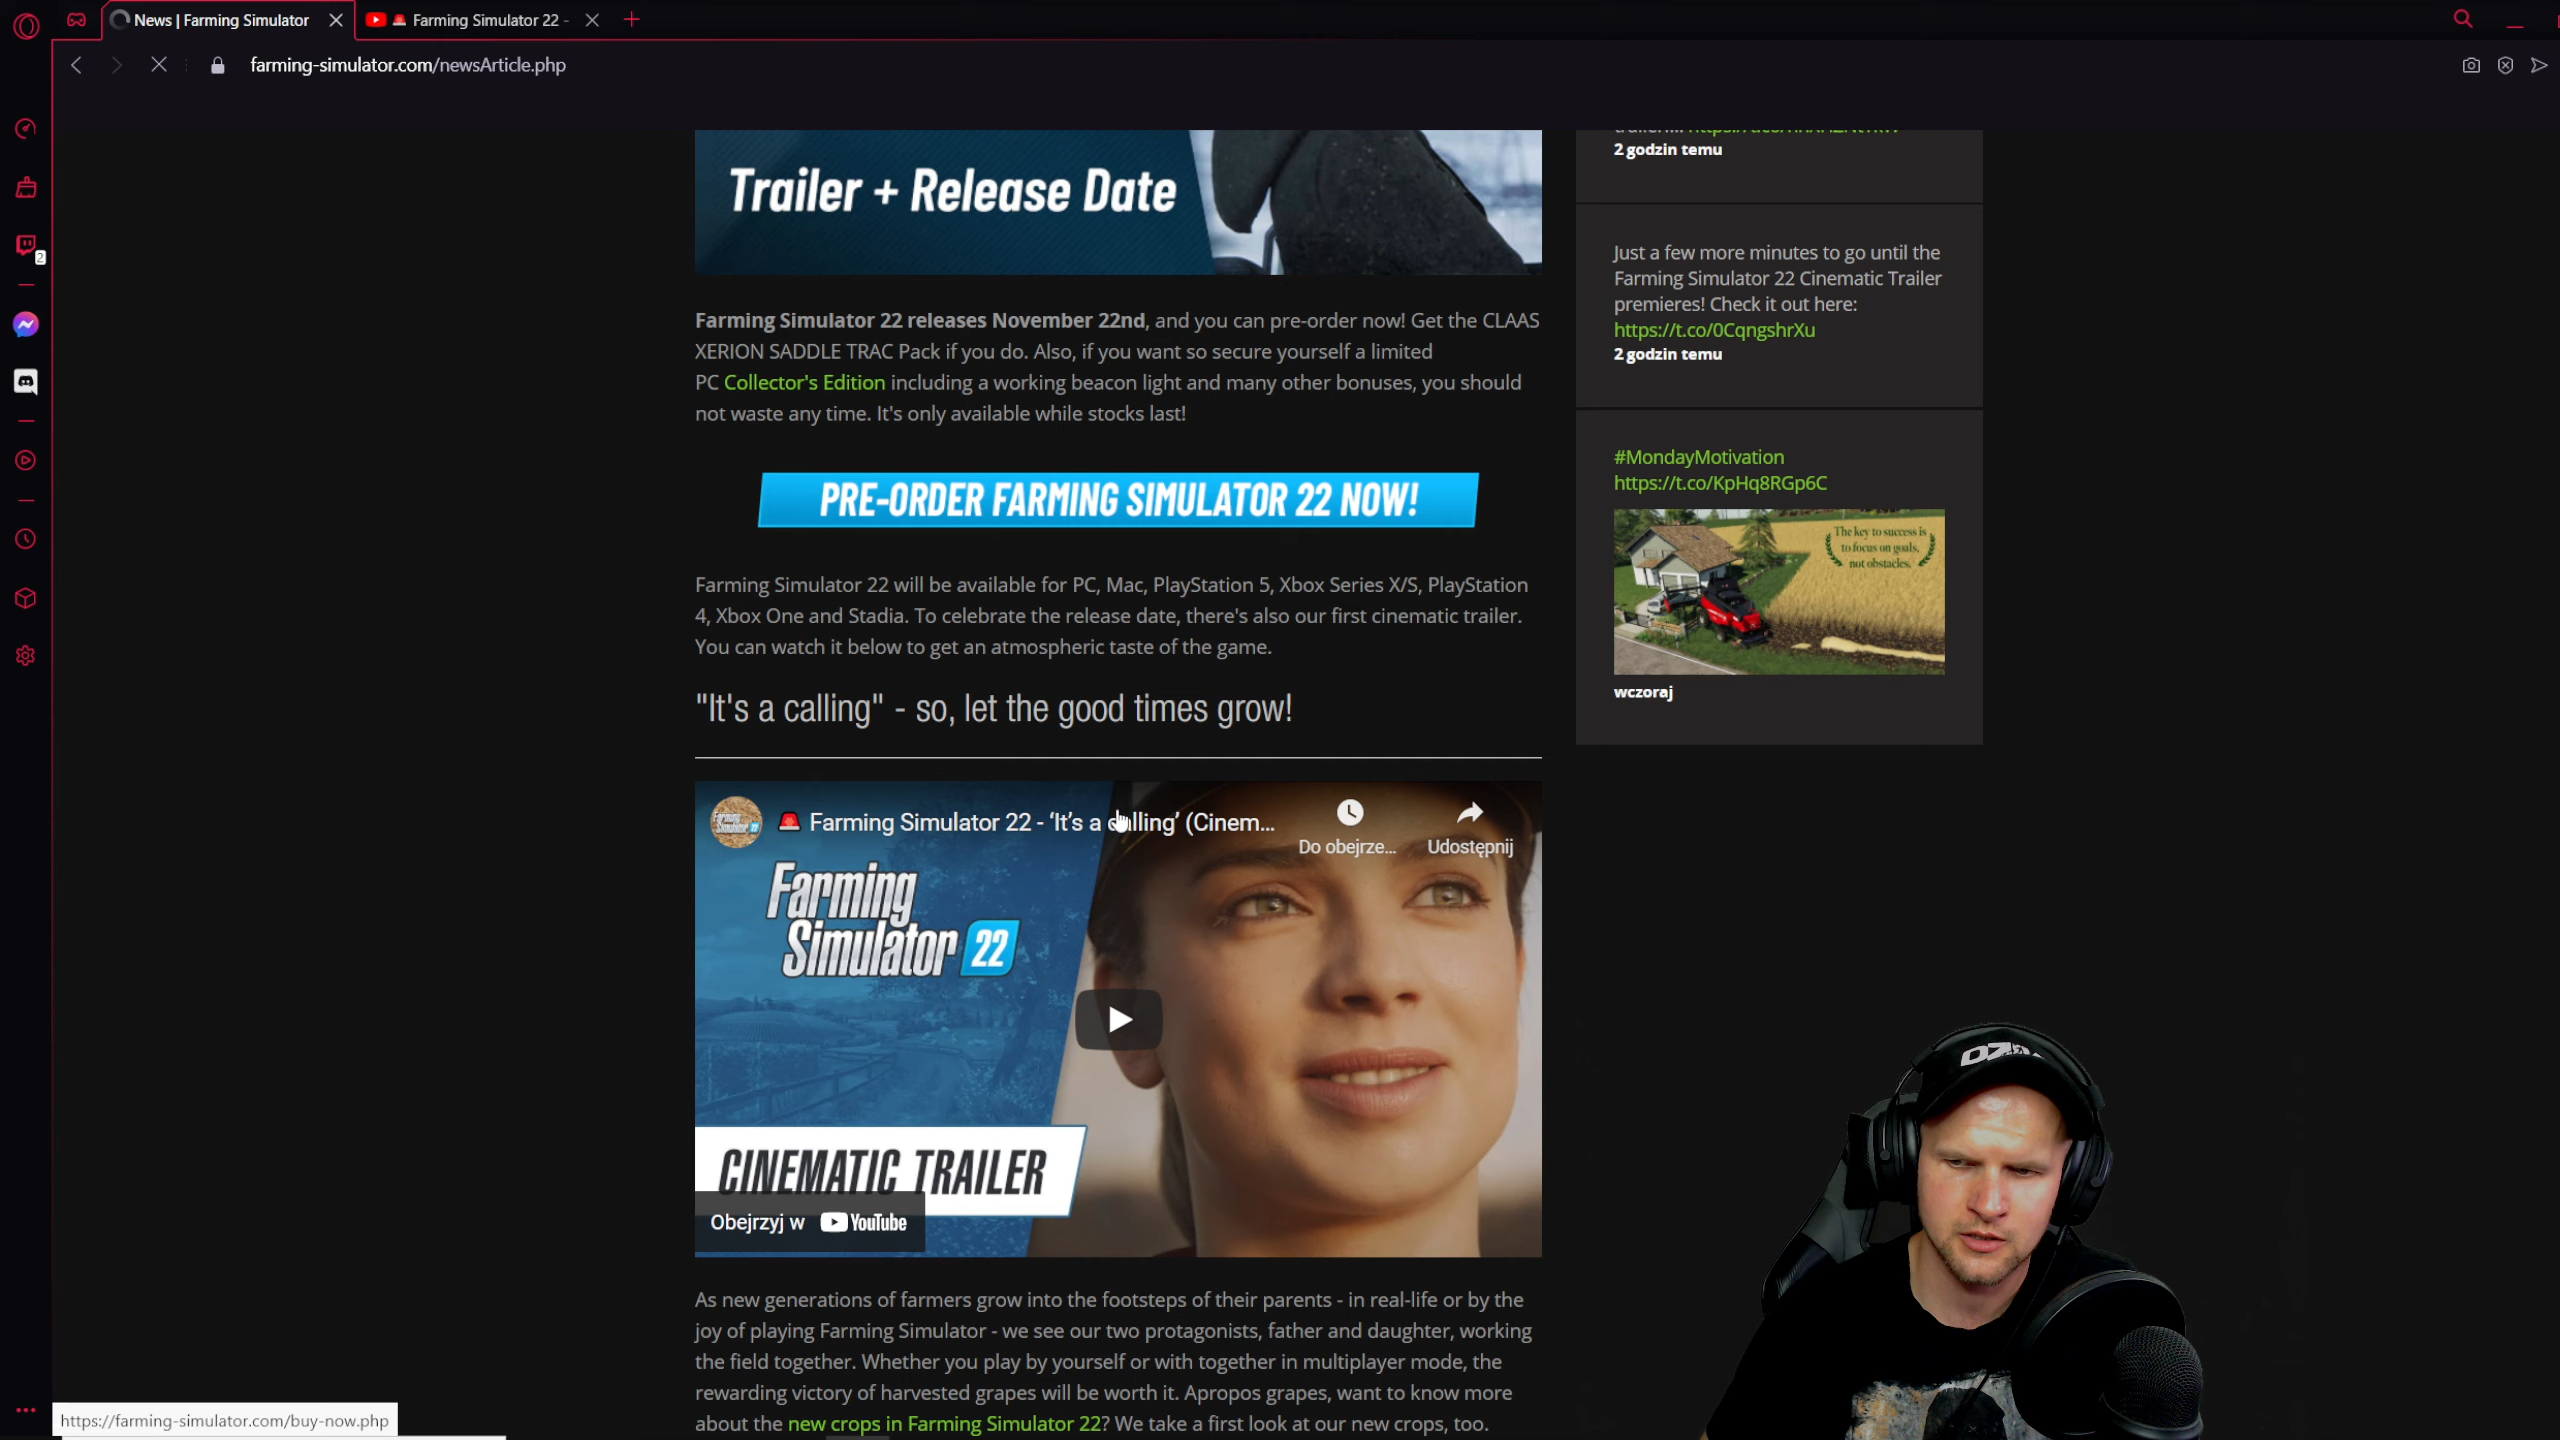 News | Farming Simulator
Farming Simulator 22 -
farming-simulator.com/newsArticle.php
2
Trailer + Release Date
Farming Simulator 22 releases November 22nd, and you can pre-order now! Get the CLAAS
XERION SADDLE TRAC Pack if you do. Also, if you want so secure yourself a limited
PC Collector's Edition including a working beacon light and many other bonuses, you should
not waste any time. It's only available while stocks last!
PRE-ORDER FARMING SIMULATOR 22 NOW!
Farming Simulator 22 will be available for PC, Mac, PlayStation 5, Xbox Series X/S, PlayStation
4, Xbox One and Stadia. To celebrate the release date, there's also our first cinematic trailer.
You can watch it below to get an atmospheric taste of the game.
"It's a calling" - so, let the good times grow!
Farming Simulator 22 - ‘It’s a calling’ (Cinem...
Do obejrze...
Udostępnij
Farming
Simulator 22
CINEMATIC TRAILER
Obejrzyj w YouTube
As new generations of farmers grow into the footsteps of their parents - in real-life or by the
joy of playing Farming Simulator - we see our two protagonists, father and daughter, working
the field together. Whether you play by yourself or with together in multiplayer mode, the
rewarding victory of harvested grapes will be worth it. Apropos grapes, want to know more
about the new crops in Farming Simulator 22? We take a first look at our new crops, too.
2 godzin temu
Just a few more minutes to go until the
Farming Simulator 22 Cinematic Trailer
premieres! Check it out here:
https://t.co/0CqngshrXu
2 godzin temu
#MondayMotivation
https://t.co/KpHq8RGp6C
The key to success is
to focus on goals,
not obstacles.
wczoraj
https://farming-simulator.com/buy-now.php